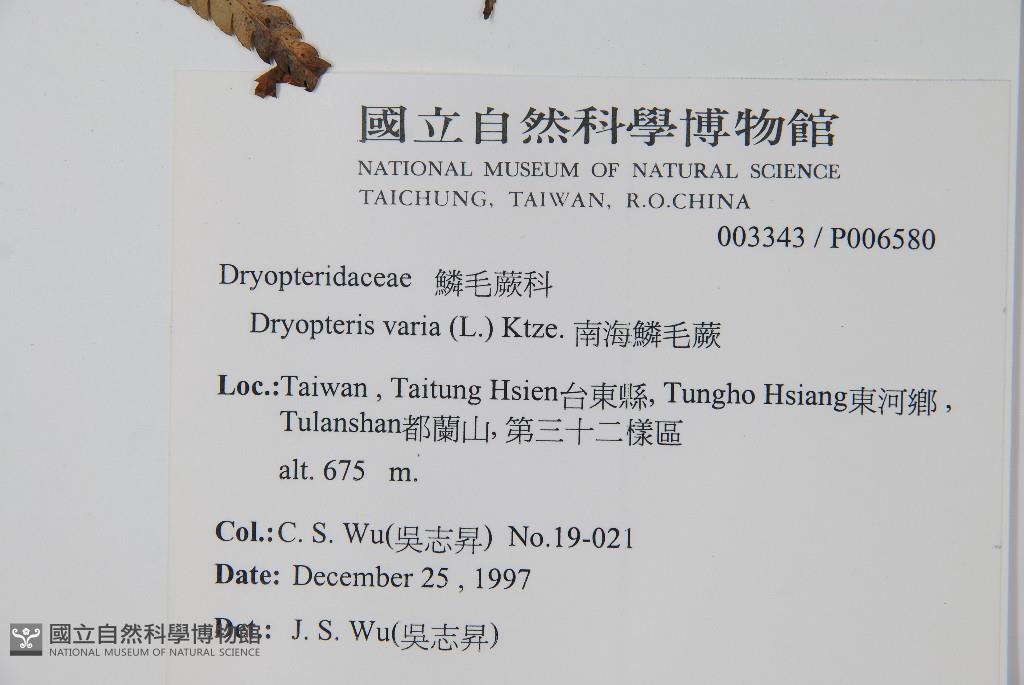 國立自然科學博物館
NATIONAL MUSEUM OF NATURAL SCIENCE
TAICHUNG, TAIWAN, R.O.CHINA
003343 / P006580
Dryopteridaceae 鱗毛蕨科
Dryopteris varia (L.) Ktze. 南海鱗毛蕨
Loc.:Taiwan , Taitung Hsien台東縣, Tungho Hsiang東河鄉 ,
Tulanshan都蘭山, 第三十二樣區
alt. 675 m.
Col.:C. S. Wu(吳志昇) No.19-021
Date: December 25 , 1997
Det.: J. S. Wu(吳志昇)
國立自然科學博物館
NATIONAL MUSEUM OF NATURAL SCIENCE